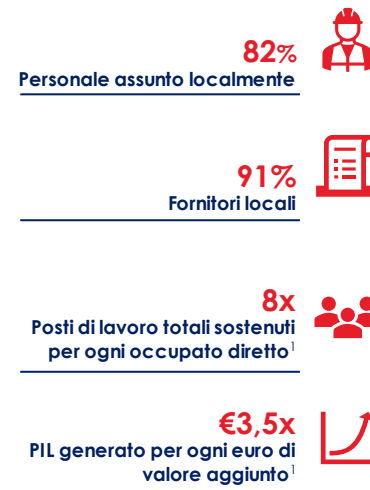 82%
Personale assunto localmente
91%
Fornitori locali
8x
Posti di lavoro totali sostenuti
per ogni occupato diretto¹
€3,5x
PIL generato per ogni euro di
valore aggiunto¹